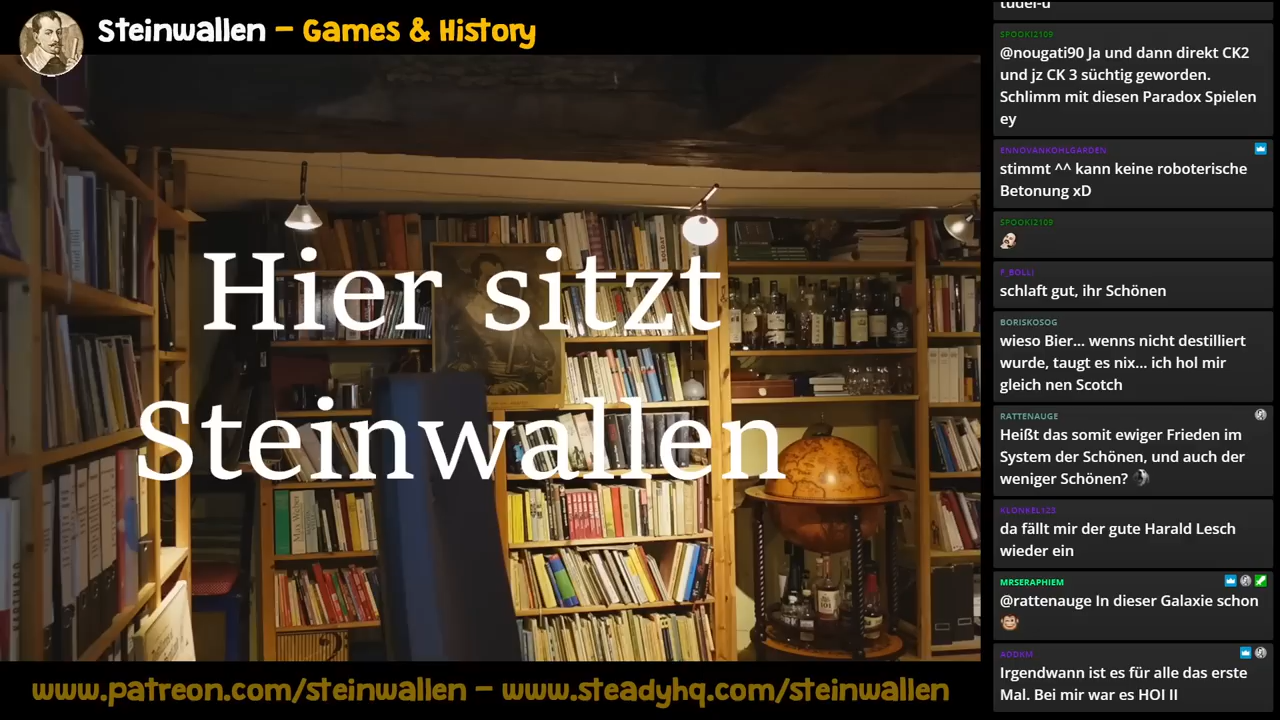 Steinwallen – Games & History
Hier sitzt
Steinwallen
www.patreon.com/steinwallen – www.steadyhq.com/steinwallen
SPOOKI2109
@nougati90 Ja und dann direkt CK2
und jz CK 3 süchtig geworden.
Schlimm mit diesen Paradox Spielen
ey
ENNOVANKOHLGARDEN
stimmt ^^ kann keine roboterische
Betonung xD
SPOOKI2109
F_BOLLI
schlaft gut, ihr Schönen
BORISKOSOG
wieso Bier... wenns nicht destilliert
wurde, taugt es nix... ich hol mir
gleich nen Scotch
RATTENAUGE
Heißt das somit ewiger Frieden im
System der Schönen, und auch der
weniger Schönen?
KLONKEL123
da fällt mir der gute Harald Lesch
wieder ein
MRSERAPHIEM
@rattenauge In dieser Galaxie schon
Irgendwann ist es für alle das erste
Mal. Bei mir war es HOI II